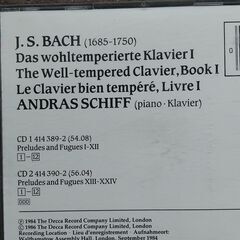 J. S. BACH (1685-1750)
Das wohltemperierte Klavier I
The Well-tempered Clavier, Book I
Le Clavier bien tempéré, Livre I
ANDRAS SCHIFF (piano · Klavier)
CD 1 414 389-2 (54.08)
Preludes and Fugues I-XII
1 - 12
CD 2 414 390-2 (56.04)
Preludes and Fugues XIII-XXIV
1 - 12
DDD
℗ 1984 The Decca Record Company Limited, London
© 1986 The Decca Record Company Limited, London
Recording Location · Lieu d'enregistrement · Aufnahmeort:
Walthamstow Assembly Hall, London, September 1984